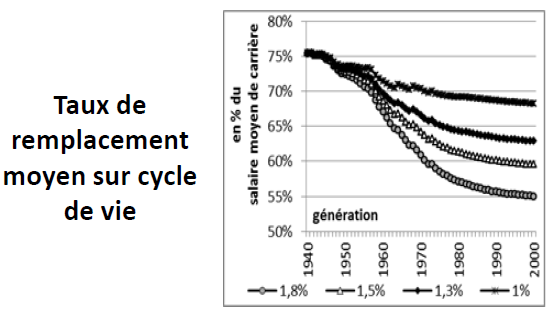 Taux de
remplacement
moyen sur cycle
de vie
en % du
salaire moyen de carrière
80%
75%
70%
65%
60%
55%
50%
génération
1940
1950
1960
1970
1980
1990
2000
1,8%
1,5%
1,3%
1%